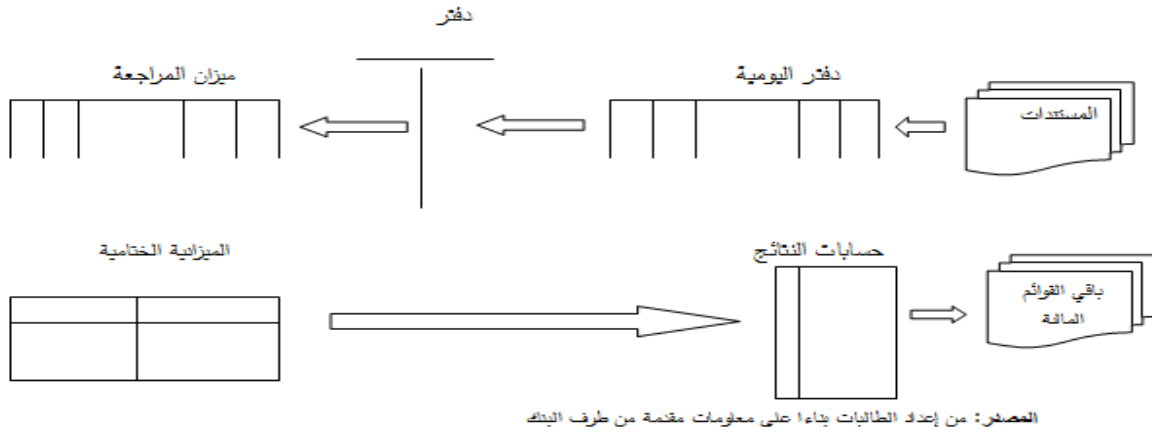 دفتر
ميزان المراجعة
دفتر اليومية
المستندات
الميزانية الختامية
حسابات النتائج
باقي القوائم
المالية
المصدر: من إعداد الطالبات بناءا على معلومات مقدمة من طرف البنك